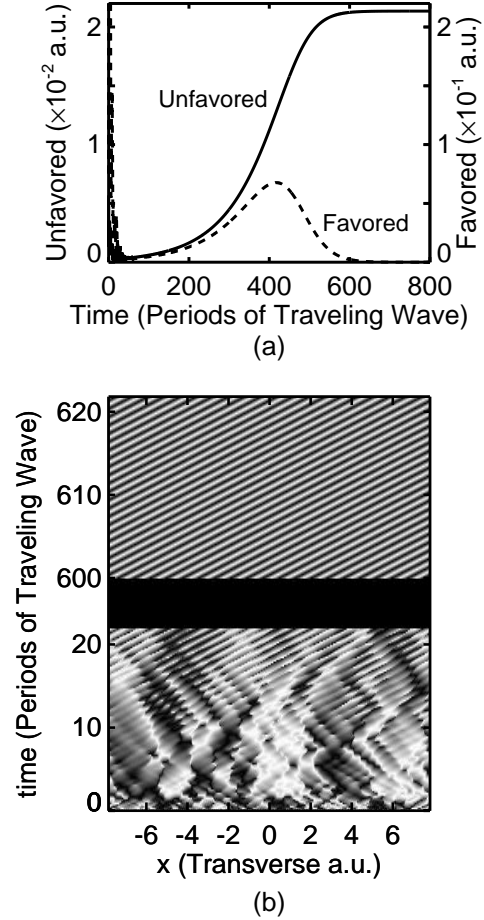 2
1
0
Unfavored (×10⁻² a.u.)
Unfavored
Favored
2
1
0
Favored (×10⁻¹ a.u.)
0 200 400 600 800
Time (Periods of Traveling Wave)
(a)
620
610
600
20
10
0
time (Periods of Traveling Wave)
-6 -4 -2 0 2 4 6
x (Transverse a.u.)
(b)